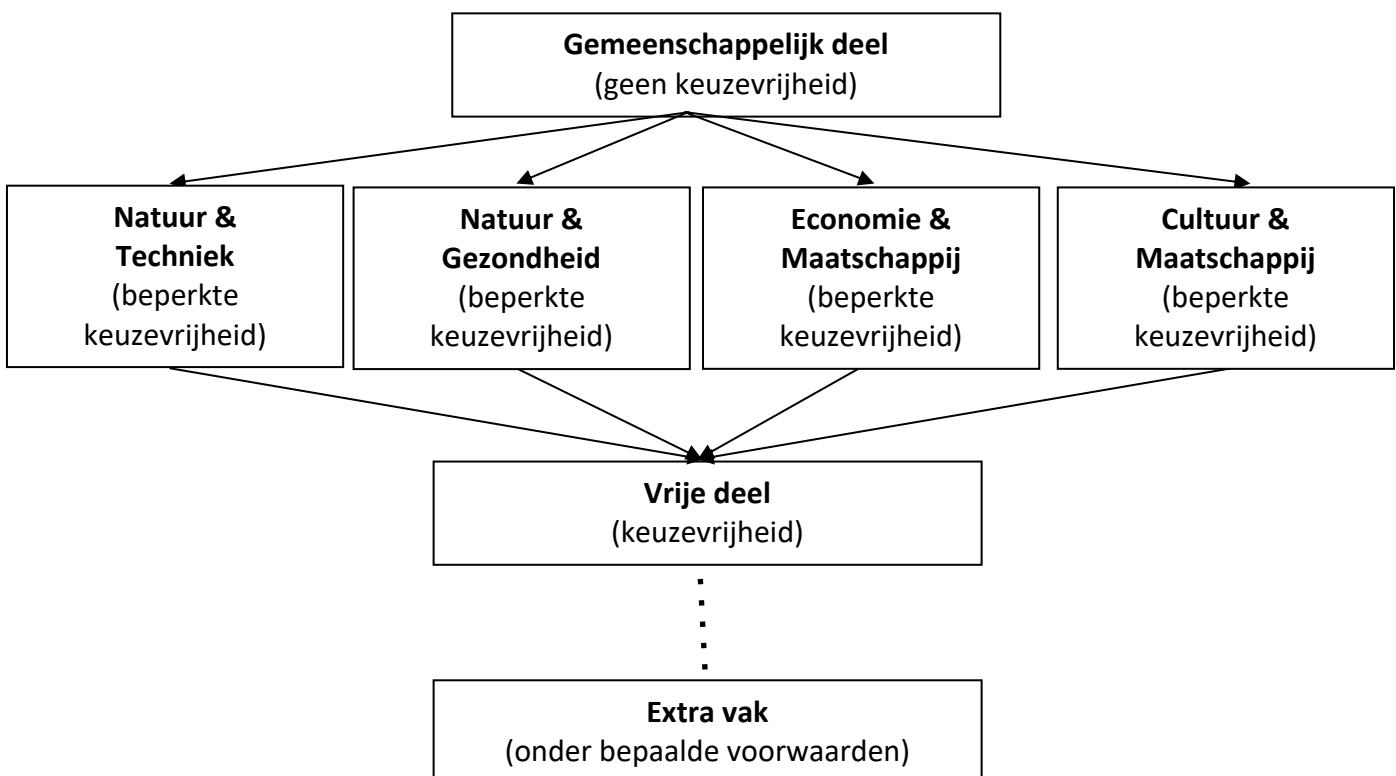 Gemeenschappelijk deel
(geen keuzevrijheid)
Natuur &
Techniek
(beperkte
keuzevrijheid)
Natuur &
Gezondheid
(beperkte
keuzevrijheid)
Economie &
Maatschappij
(beperkte
keuzevrijheid)
Cultuur &
Maatschappij
(beperkte
keuzevrijheid)
Vrije deel
(keuzevrijheid)
Extra vak
(onder bepaalde voorwaarden)